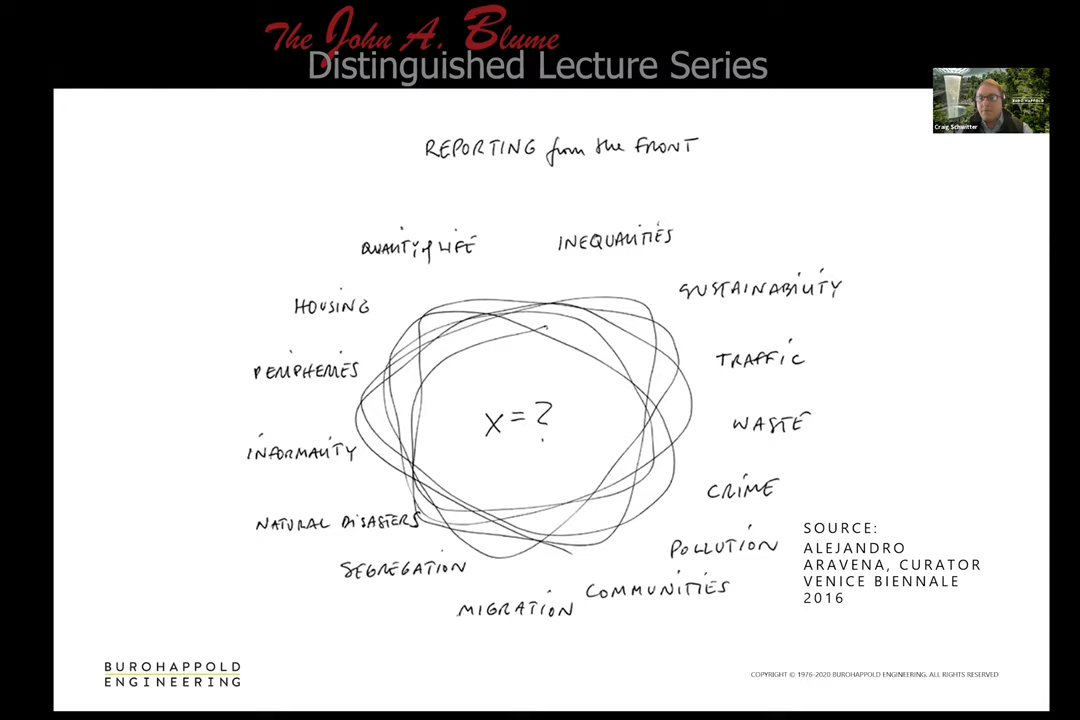 The John A. Blume
Distinguished Lecture Series
BURO HAPPOLD
Craig Schwitter
REPORTING from the FRONT
QUALITY of LIFE
INEQUALITIES
HOUSING
SUSTAINABILITY
PERIPHERIES
TRAFFIC
X = ?
WASTE
INFORMALITY
CRIME
NATURAL DISASTERS
SOURCE:
ALEJANDRO
ARAVENA, CURATOR
VENICE BIENNALE
2016
POLLUTION
SEGREGATION
COMMUNITIES
MIGRATION
BUROHAPPOLD
ENGINEERING
COPYRIGHT © 1976-2020 BUROHAPPOLD ENGINEERING. ALL RIGHTS RESERVED